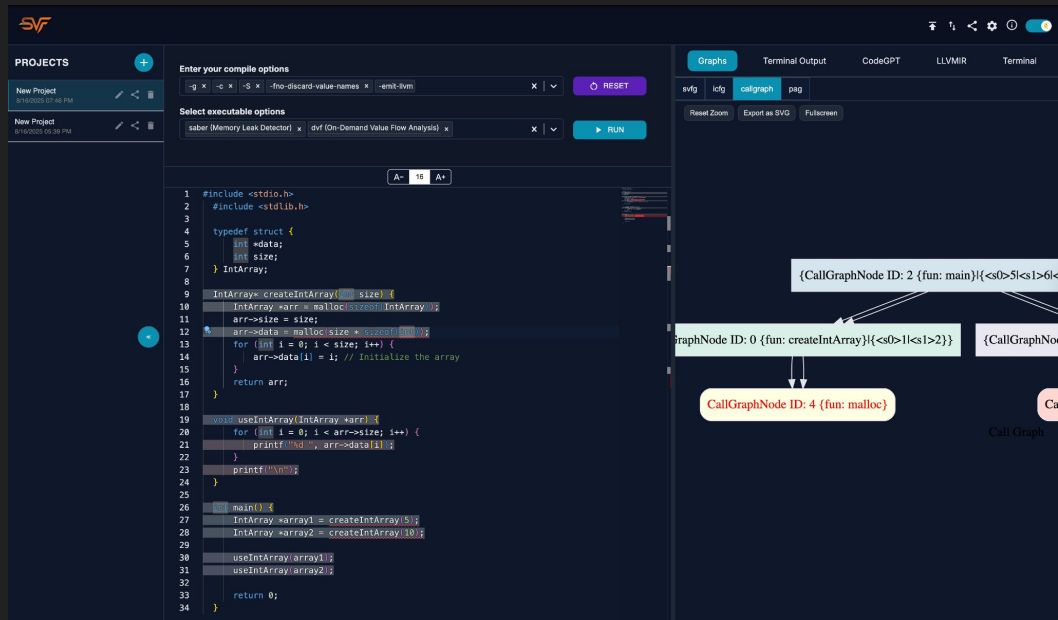 SVF
PROJECTS
+
New Project
8/16/2025 07:46 PM
New Project
8/16/2025 05:39 PM
Enter your compile options
-g × -c × -S × -fno-discard-value-names × -emit-llvm
RESET
Select executable options
saber (Memory Leak Detector) × dvf (On-Demand Value Flow Analysis) ×
RUN
A- 16 A+
1 #include <stdio.h>
2 #include <stdlib.h>
3
4 typedef struct {
5 int *data;
6 int size;
7 } IntArray;
8
9 IntArray* createIntArray(int size) {
10 IntArray *arr = malloc(sizeof(IntArray));
11 arr->size = size;
12 arr->data = malloc(size * sizeof(int));
13 for (int i = 0; i < size; i++) {
14 arr->data[i] = i; // Initialize the array
15 }
16 return arr;
17 }
18
19 void useIntArray(IntArray *arr) {
20 for (int i = 0; i < arr->size; i++) {
21 printf("%d ", arr->data[i]);
22 }
23 printf("\n");
24 }
25
26 int main() {
27 IntArray *array1 = createIntArray(5);
28 IntArray *array2 = createIntArray(10);
29
30 useIntArray(array1);
31 useIntArray(array2);
32
33 return 0;
34 }
Graphs Terminal Output CodeGPT LLVMIR Terminal
svfg icfg callgraph pag
Reset Zoom Export as SVG Fullscreen
{CallGraphNode ID: 2 {fun: main}|{<s0>5|<s1>6|<
raphNode ID: 0 {fun: createIntArray}|{<s0>1|<s1>2}}
{CallGraphNo
CallGraphNode ID: 4 {fun: malloc}
Ca
Call Graph